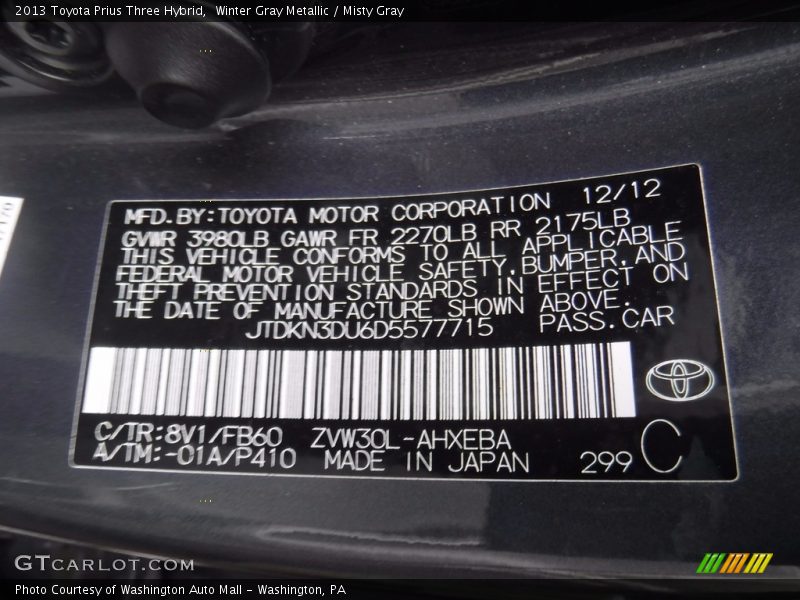 2013 Toyota Prius Three Hybrid,  Winter Gray Metallic / Misty Gray
MFD.BY:TOYOTA MOTOR CORPORATION 12/12
GVWR 3980LB GAWR FR 2270LB RR 2175LB
THIS VEHICLE CONFORMS TO ALL APPLICABLE
FEDERAL MOTOR VEHICLE SAFETY,BUMPER,AND
THEFT PREVENTION STANDARDS IN EFFECT ON
THE DATE OF MANUFACTURE SHOWN ABOVE.
JTDKN3DU6D5577715 PASS.CAR
C/TR:8V1/FB60 ZVW30L-AHXEBA
A/TM:-01A/P410 MADE IN JAPAN 299 C
GTCARLOT.COM
Photo Courtesy of Washington Auto Mall - Washington, PA